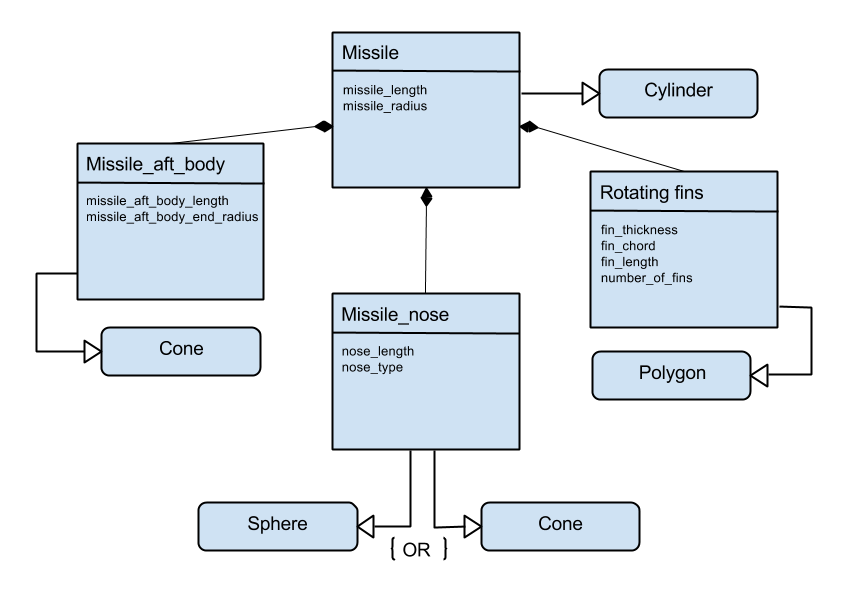 Missile
missile_length
missile_radius
Cylinder
Missile_aft_body
missile_aft_body_length
missile_aft_body_end_radius
Rotating fins
fin_thickness
fin_chord
fin_length
number_of_fins
Cone
Missile_nose
nose_length
nose_type
Polygon
Sphere
Cone
{ OR }